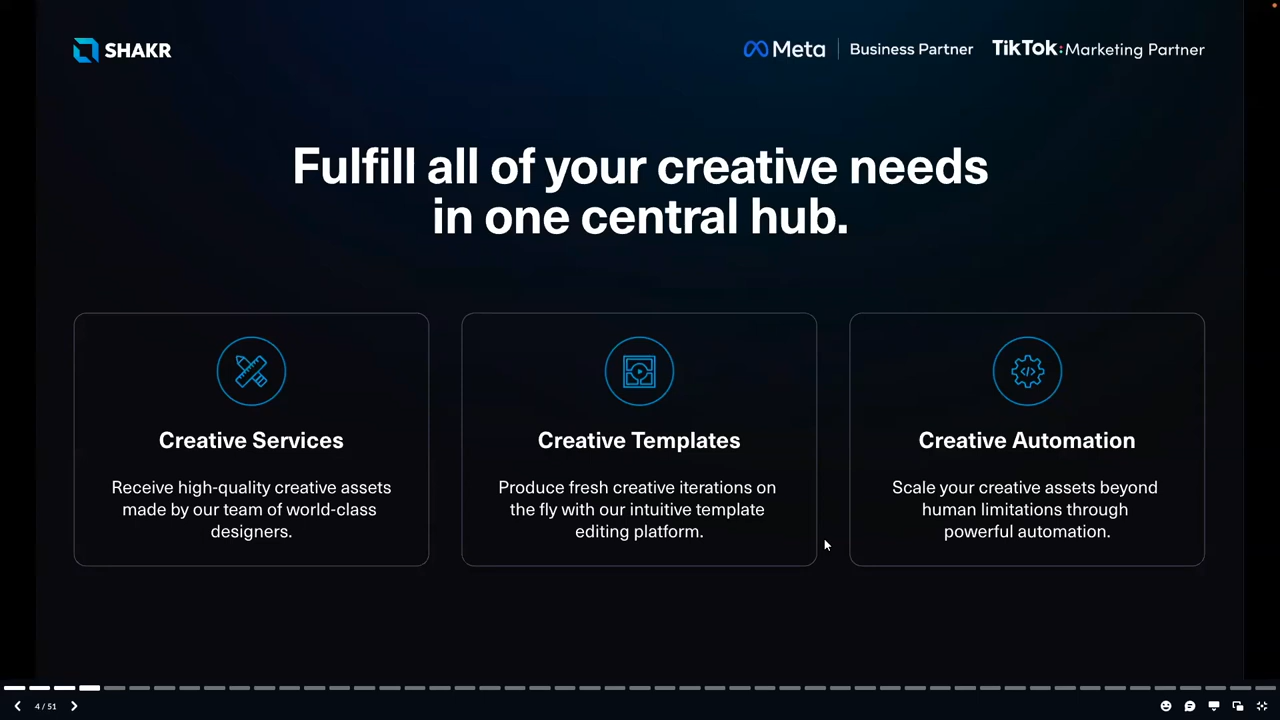 SHAKR
Meta Business Partner TikTok: Marketing Partner
Fulfill all of your creative needs
in one central hub.
Creative Services
Receive high-quality creative assets
made by our team of world-class
designers.
Creative Templates
Produce fresh creative iterations on
the fly with our intuitive template
editing platform.
</>
Creative Automation
Scale your creative assets beyond
human limitations through
powerful automation.
4 / 51